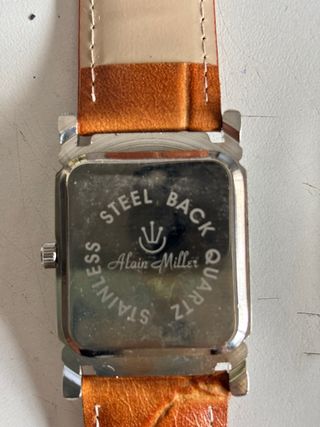 STAINLESS STEEL BACK QUARTZ
Alain Miller